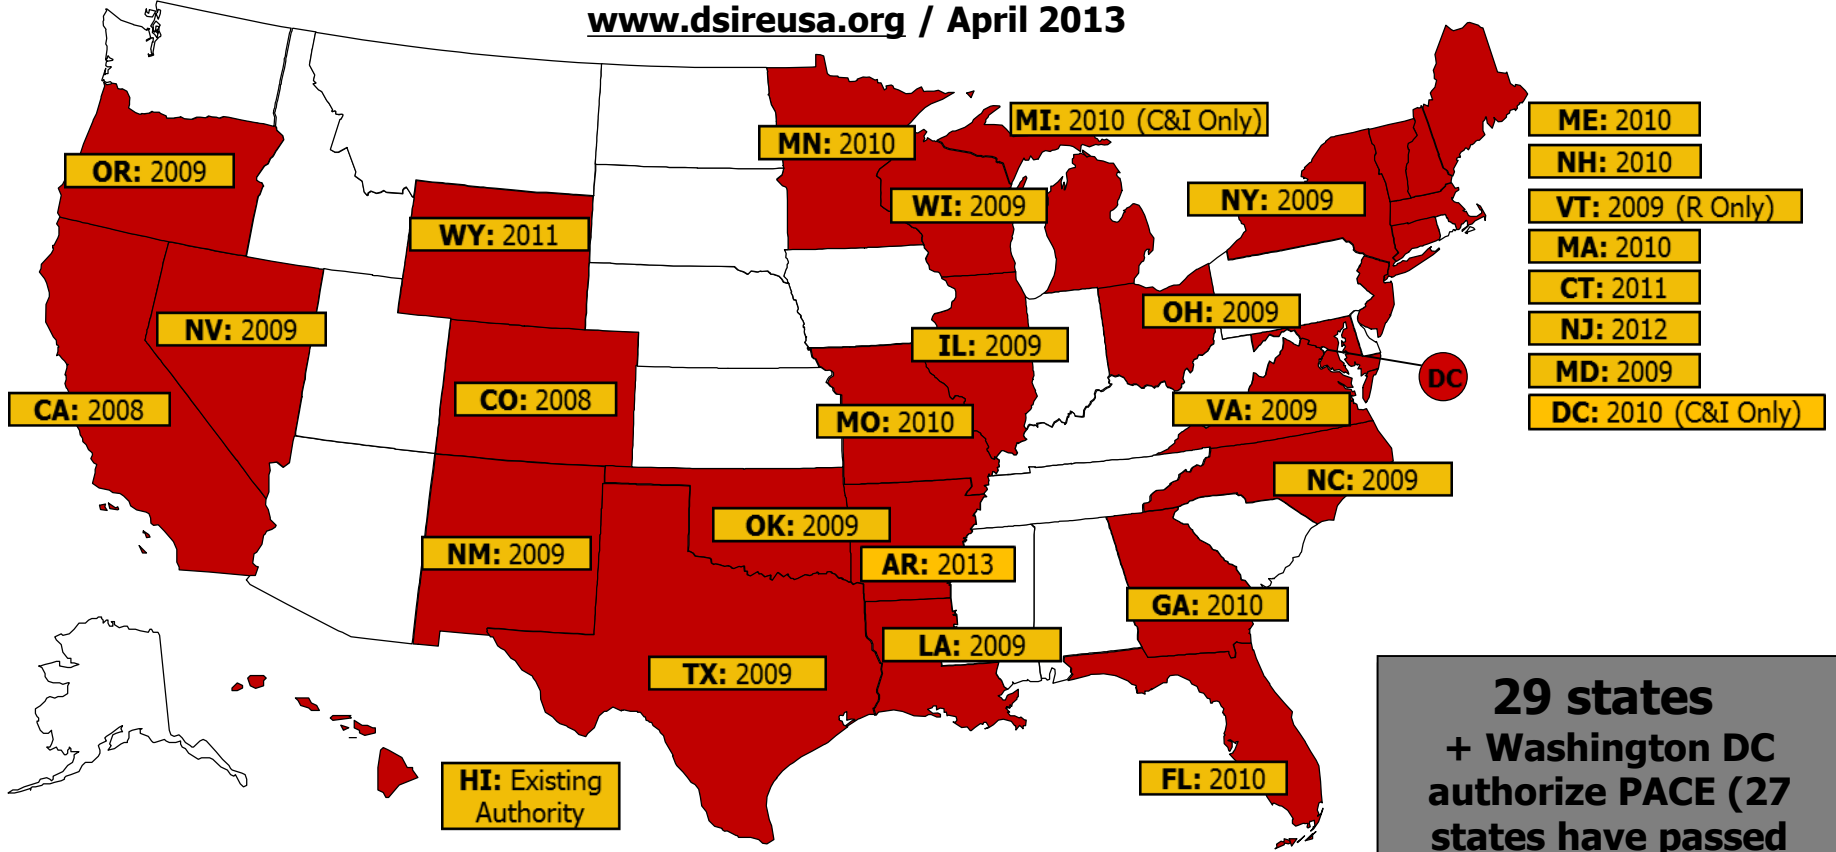 www.dsireusa.org / April 2013
MI: 2010 (C&I Only)
ME: 2010
MN: 2010
NH: 2010
OR: 2009
NY: 2009
WI: 2009
VT: 2009 (R Only)
WY: 2011
MA: 2010
CT: 2011
OH: 2009
NV: 2009
NJ: 2012
IL: 2009
MD: 2009
DC
CO: 2008
CA: 2008
VA: 2009
DC: 2010 (C&I Only)
MO: 2010
NC: 2009
OK: 2009
NM: 2009
AR: 2013
GA: 2010
LA: 2009
TX: 2009
HI: Existing
Authority
FL: 2010
29 states
+ Washington DC
authorize PACE (27
states have passed